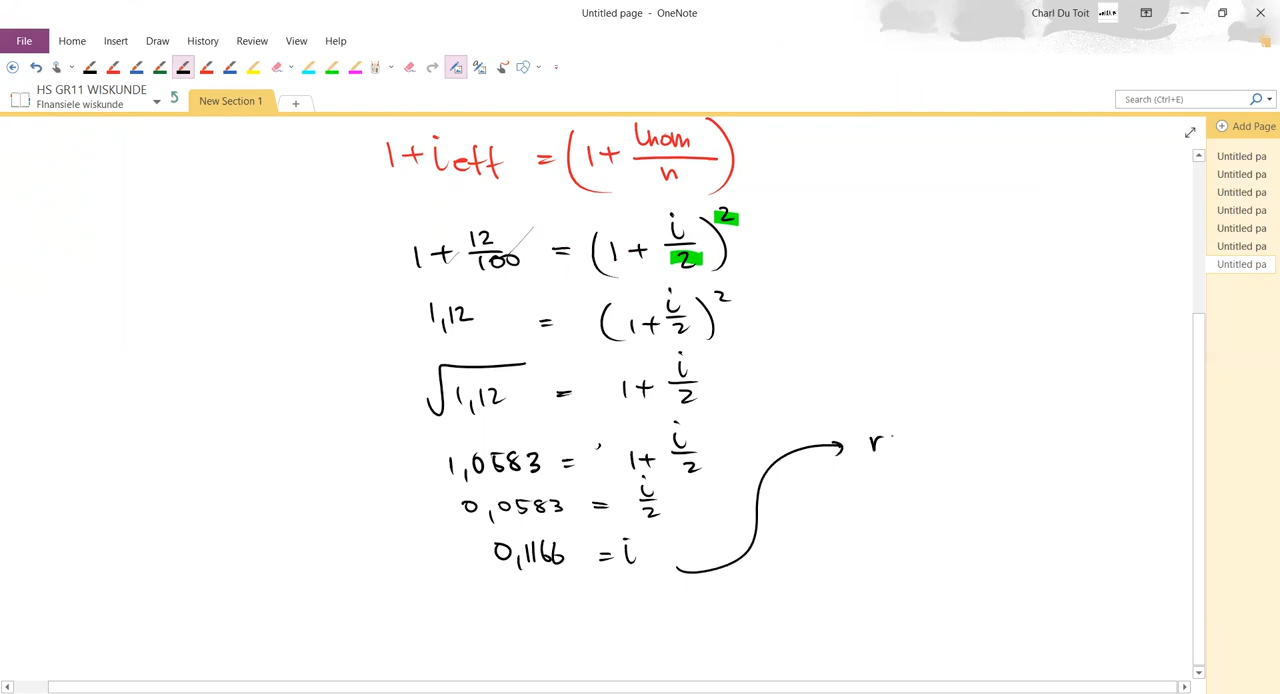 Untitled page - OneNote
Charl Du Toit
File Home Insert Draw History Review View Help
HS GR11 WISKUNDE
FInansiele wiskunde
New Section 1
Search (Ctrl+E)
Add Page
Untitled pa
Untitled pa
Untitled pa
Untitled pa
Untitled pa
Untitled pa
Untitled pa
1 + i eff = (1 + inom/n)
1 + 12/100 = (1 + i/2)²
1,12 = (1 + i/2)²
√1,12 = 1 + i/2
1,0583 = 1 + i/2
0,0583 = i/2
0,1166 = i
r